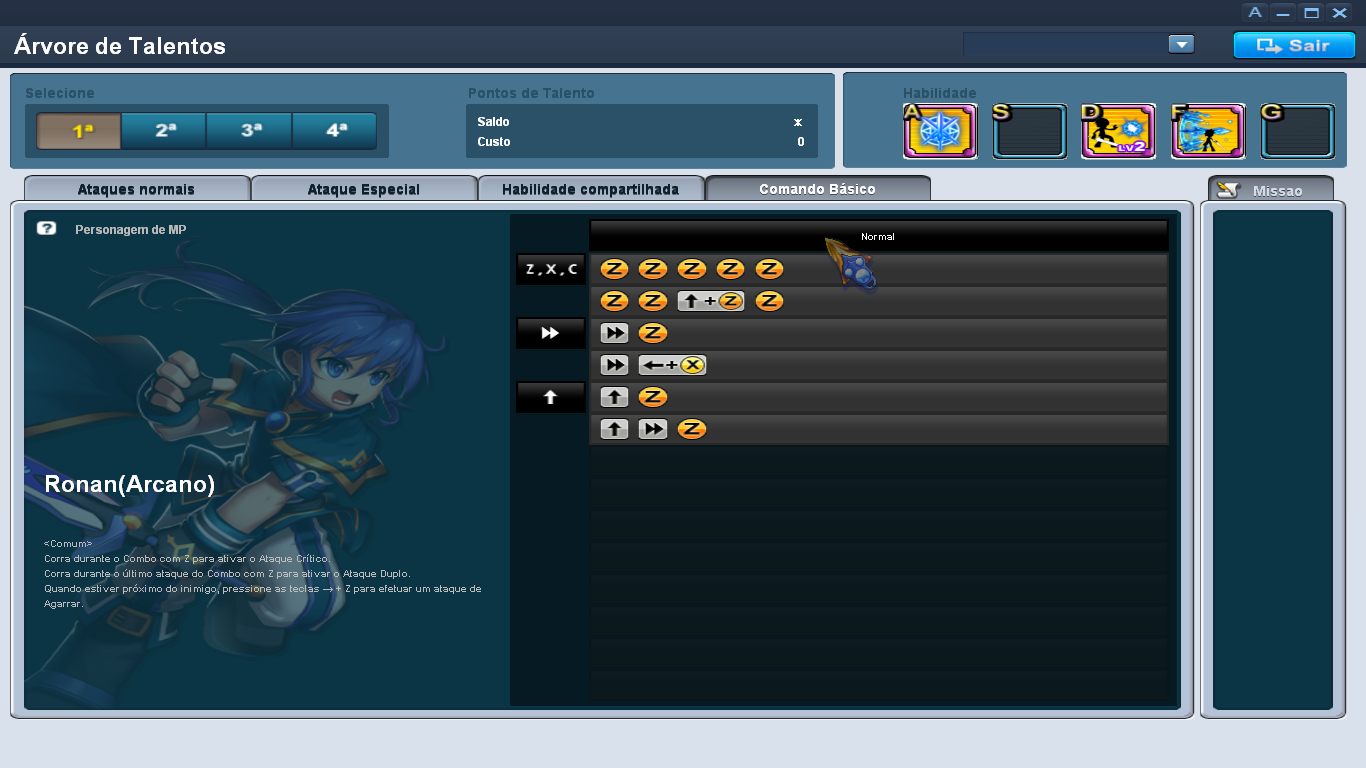 A
Árvore de Talentos
Sair
Selecione
1ª 2ª 3ª 4ª
Pontos de Talento
Saldo x
Custo 0
Habilidade
A S D F G
LV2
Ataques normais
Ataque Especial
Habilidade compartilhada
Comando Básico
Missao
? Personagem de MP
Normal
Z , X , C
Z Z Z Z Z
Z Z ↑ + Z Z
Z
← + X
↑
↑ Z
↑ Z
Ronan(Arcano)
<Comum>
Corra durante o Combo com Z para ativar o Ataque Crítico.
Corra durante o último ataque do Combo com Z para ativar o Ataque Duplo.
Quando estiver próximo do inimigo, pressione as teclas → + Z para efetuar um ataque de
Agarrar.